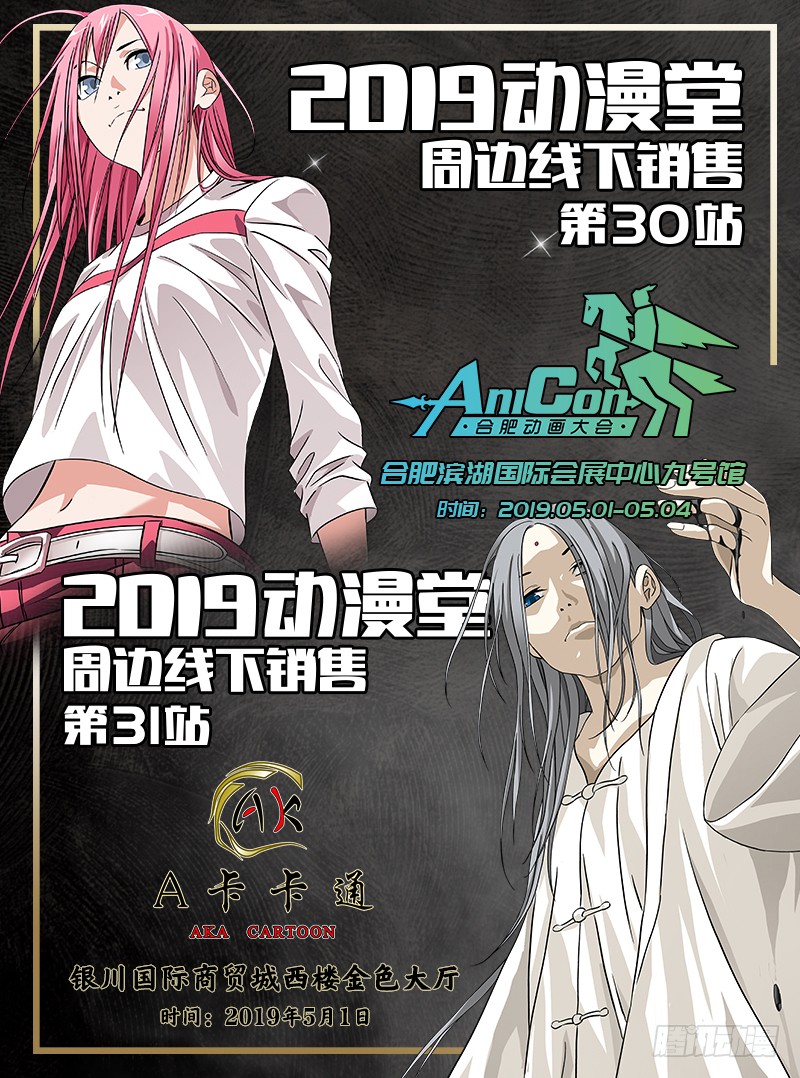 2019动漫堂
周边线下销售
第30站
ANICON
合肥动画大会
合肥滨湖国际会展中心九号馆
时间：2019.05.01-05.04
2019动漫堂
周边线下销售
第31站
AK
A卡卡通
AKA CARTOON
银川国际商贸城西楼金色大厅
时间：2019年5月1日
腾讯动漫